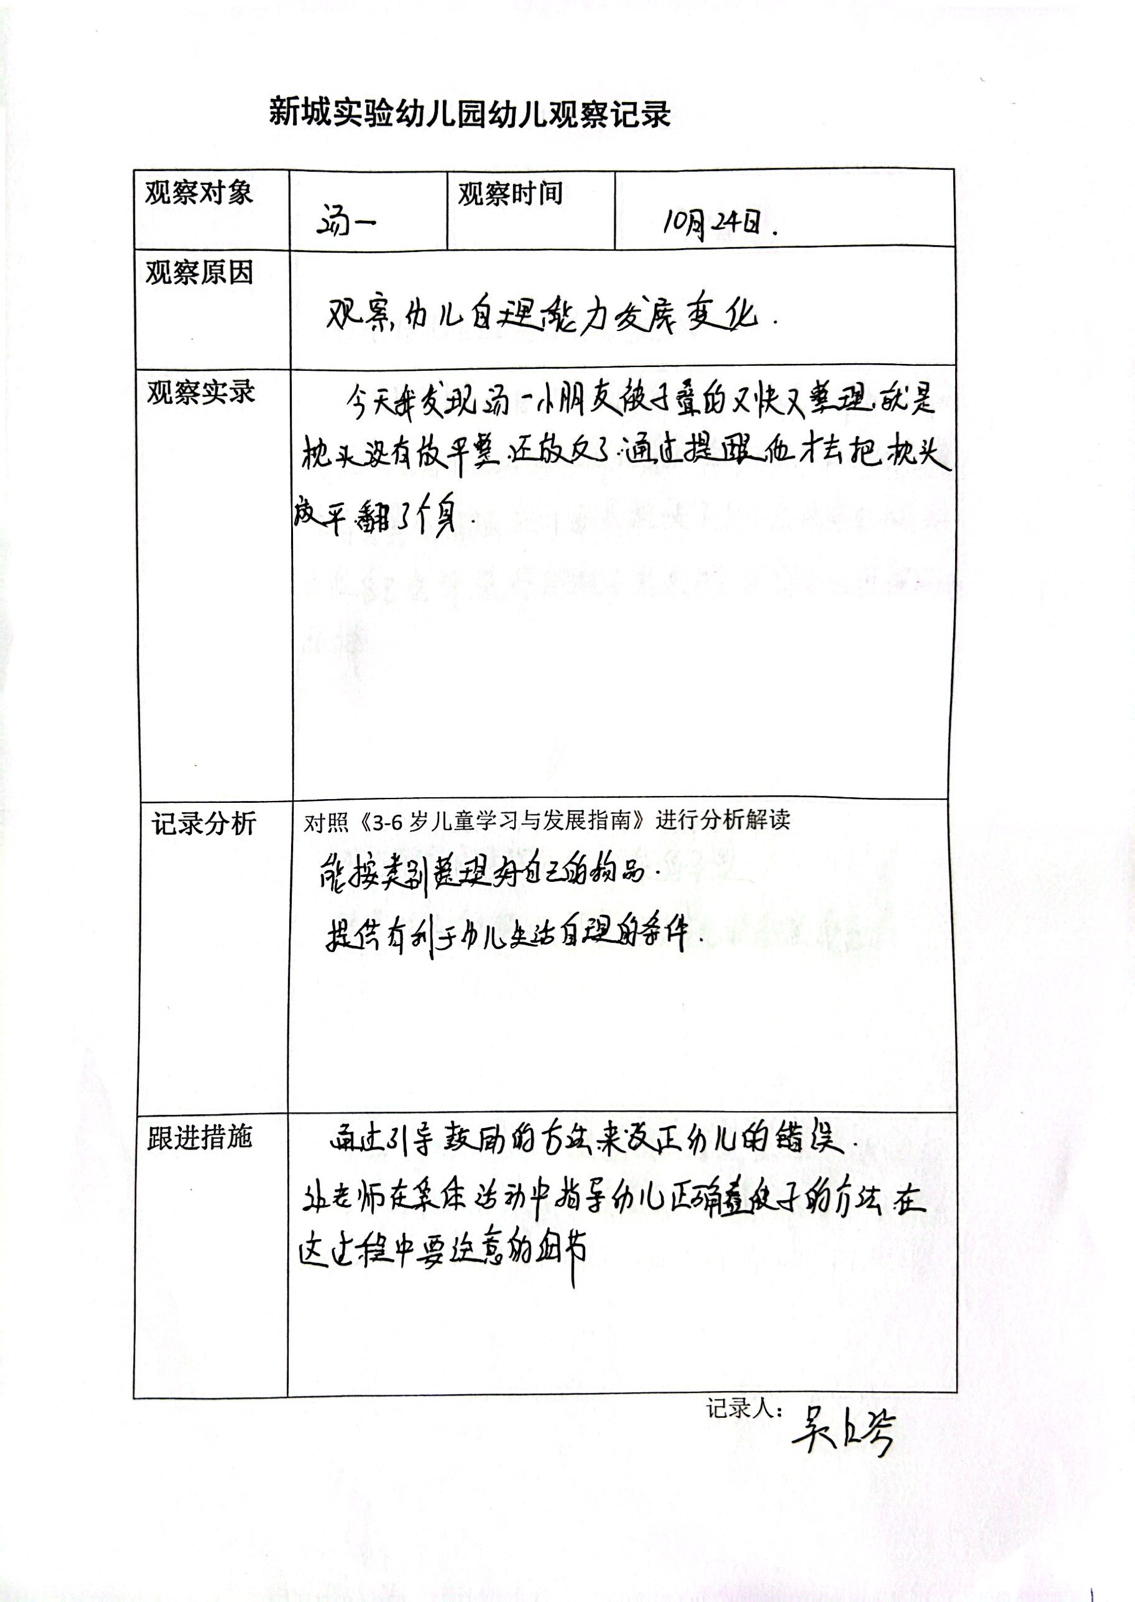 新城实验幼儿园幼儿观察记录
观察对象 汤一 观察时间 10月24日.
观察原因 观察幼儿自理能力发展变化.
观察实录 今天我发现汤一小朋友被子叠的又快又整理,就是
枕头没有放平整.还放反了.通过提醒他才去把枕头
放平.翻了个身.
记录分析 对照《3-6岁儿童学习与发展指南》进行分析解读
能按类别整理好自己的物品.
提供有利于幼儿生活自理的条件.
跟进措施 通过引导鼓励的方法来改正幼儿的错误.
让老师在集体活动中指导幼儿正确叠被子的方法.在
这过程中要注意的细节
记录人: 吴